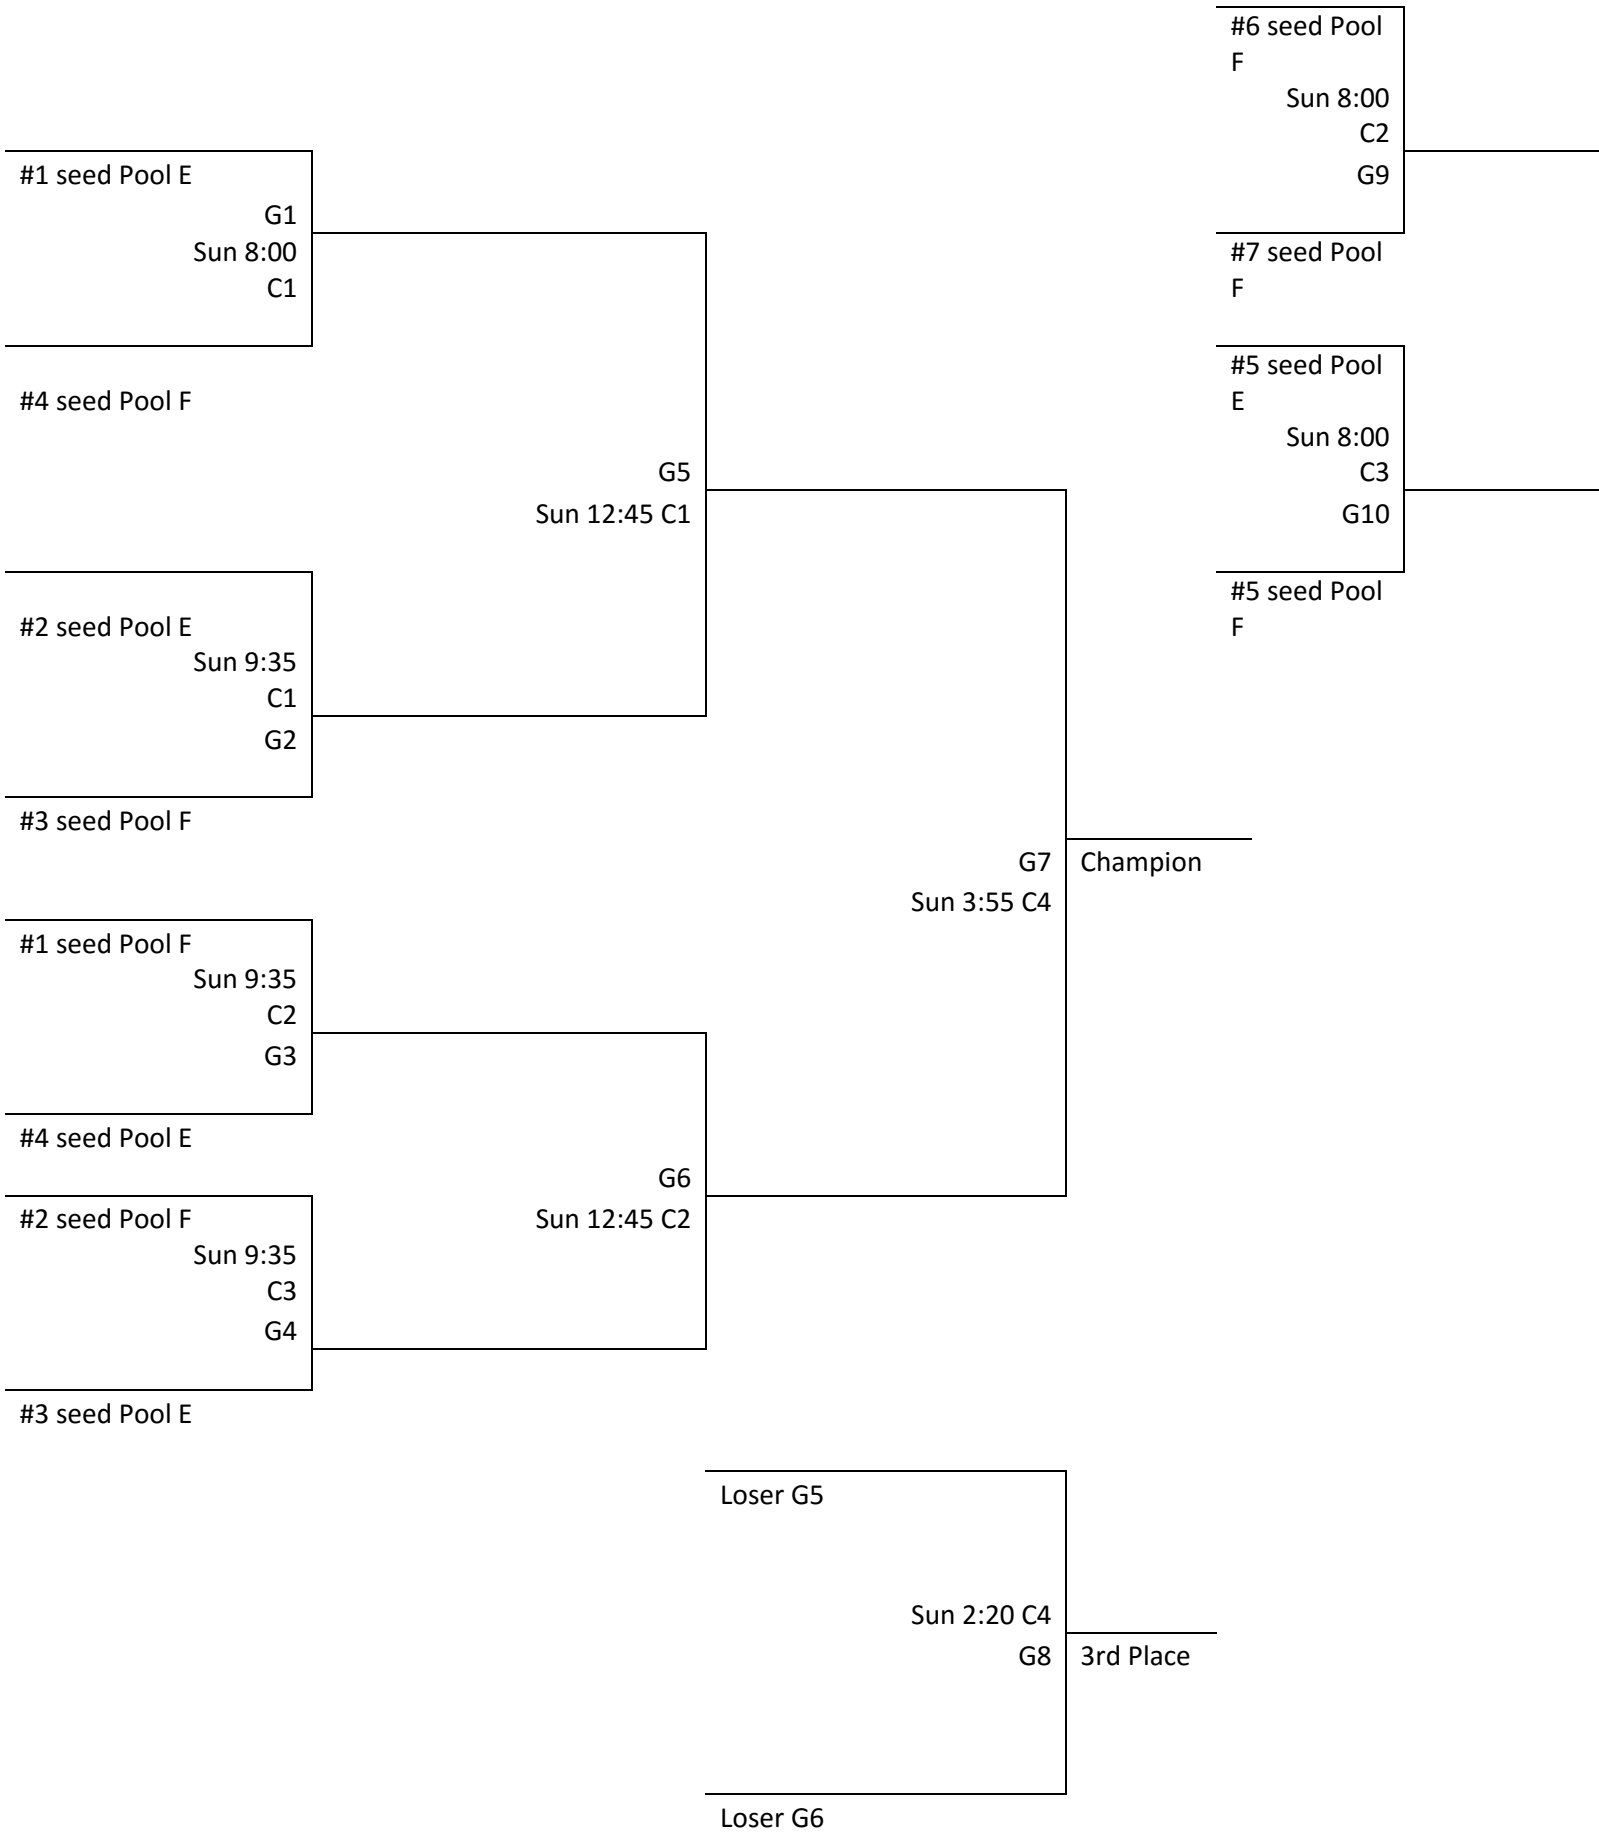 #6 seed Pool
F
Sun 8:00
C2
G9
#7 seed Pool
F
#5 seed Pool
E
Sun 8:00
C3
G10
#5 seed Pool
F
#1 seed Pool E
G1
Sun 8:00
C1
#4 seed Pool F
G5
Sun 12:45 C1
#2 seed Pool E
Sun 9:35
C1
G2
#3 seed Pool F
G7
Sun 3:55 C4
Champion
#1 seed Pool F
Sun 9:35
C2
G3
#4 seed Pool E
G6
Sun 12:45 C2
#2 seed Pool F
Sun 9:35
C3
G4
#3 seed Pool E
Loser G5
Sun 2:20 C4
G8
3rd Place
Loser G6